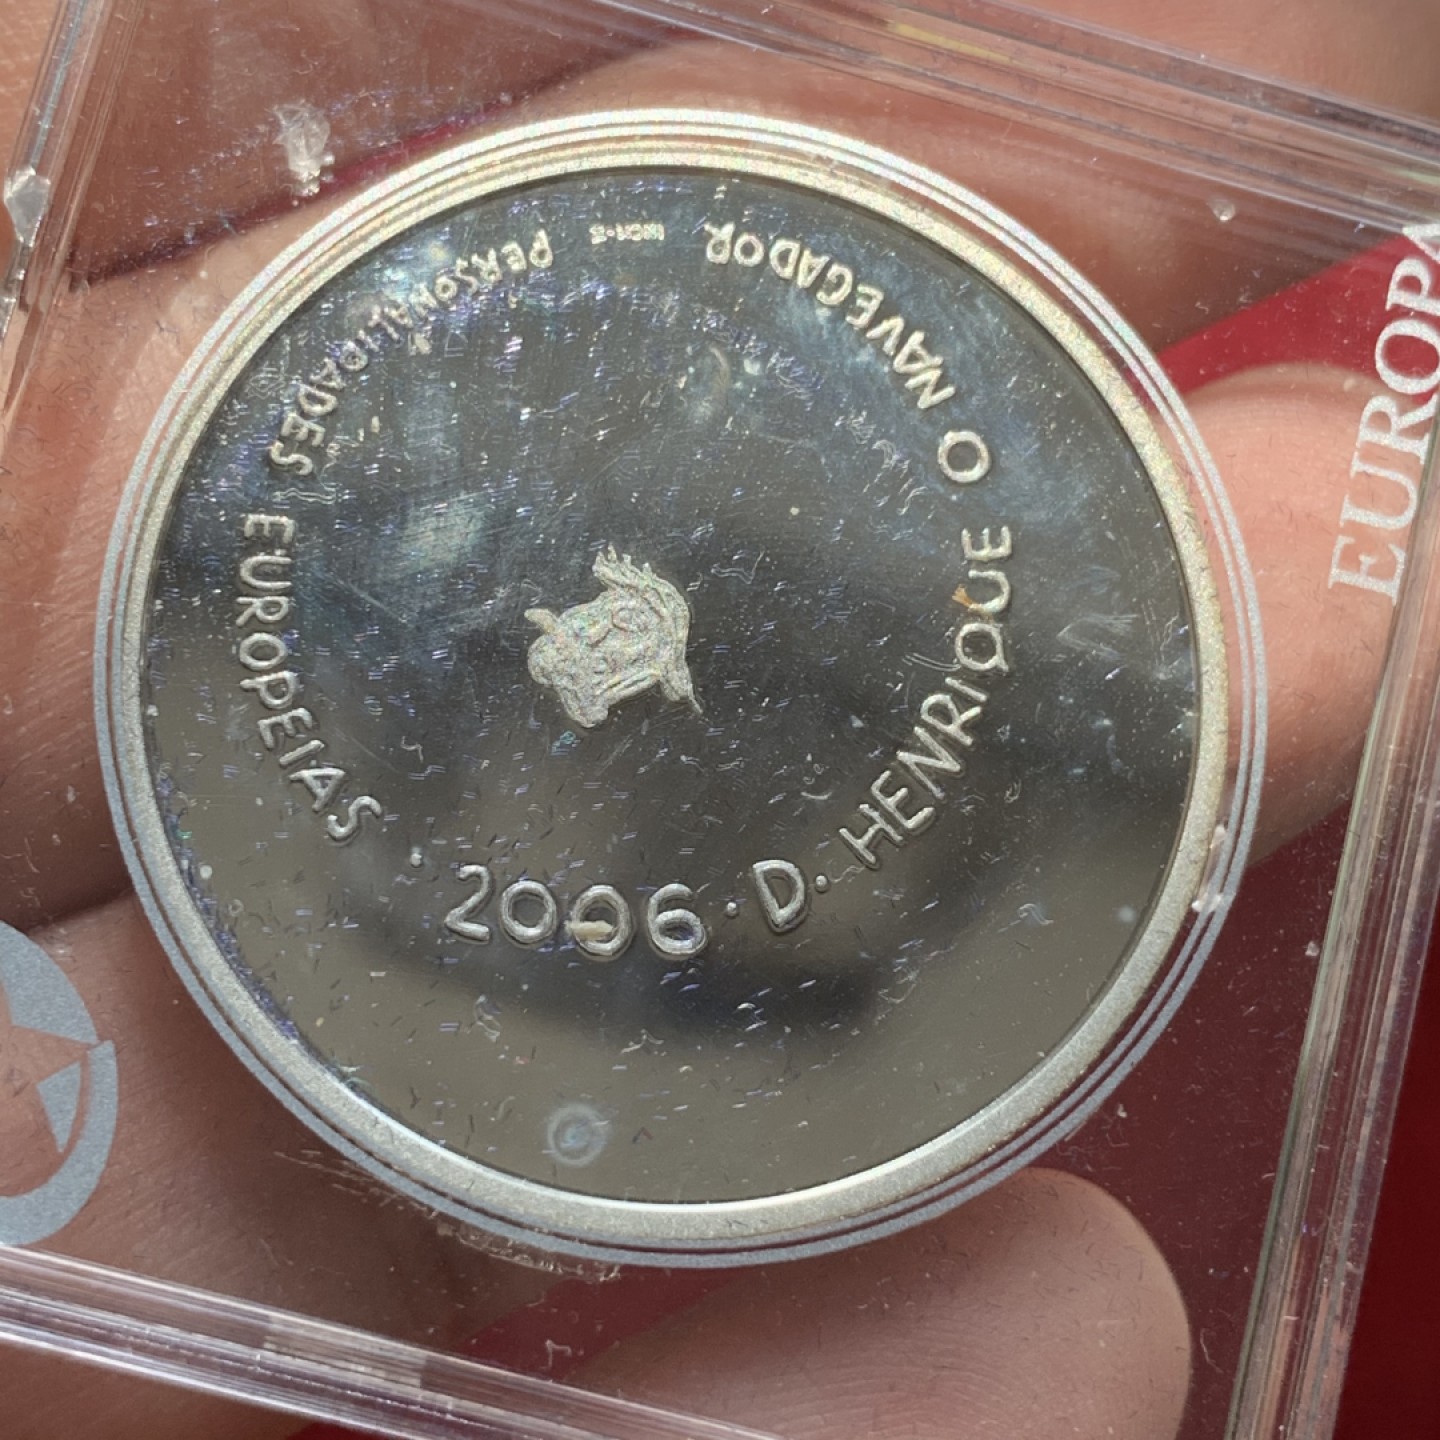 PERSONALIDADES EUROPEIAS · 2006 · D. HENRIQUE O NAVEGADOR
EUROPA